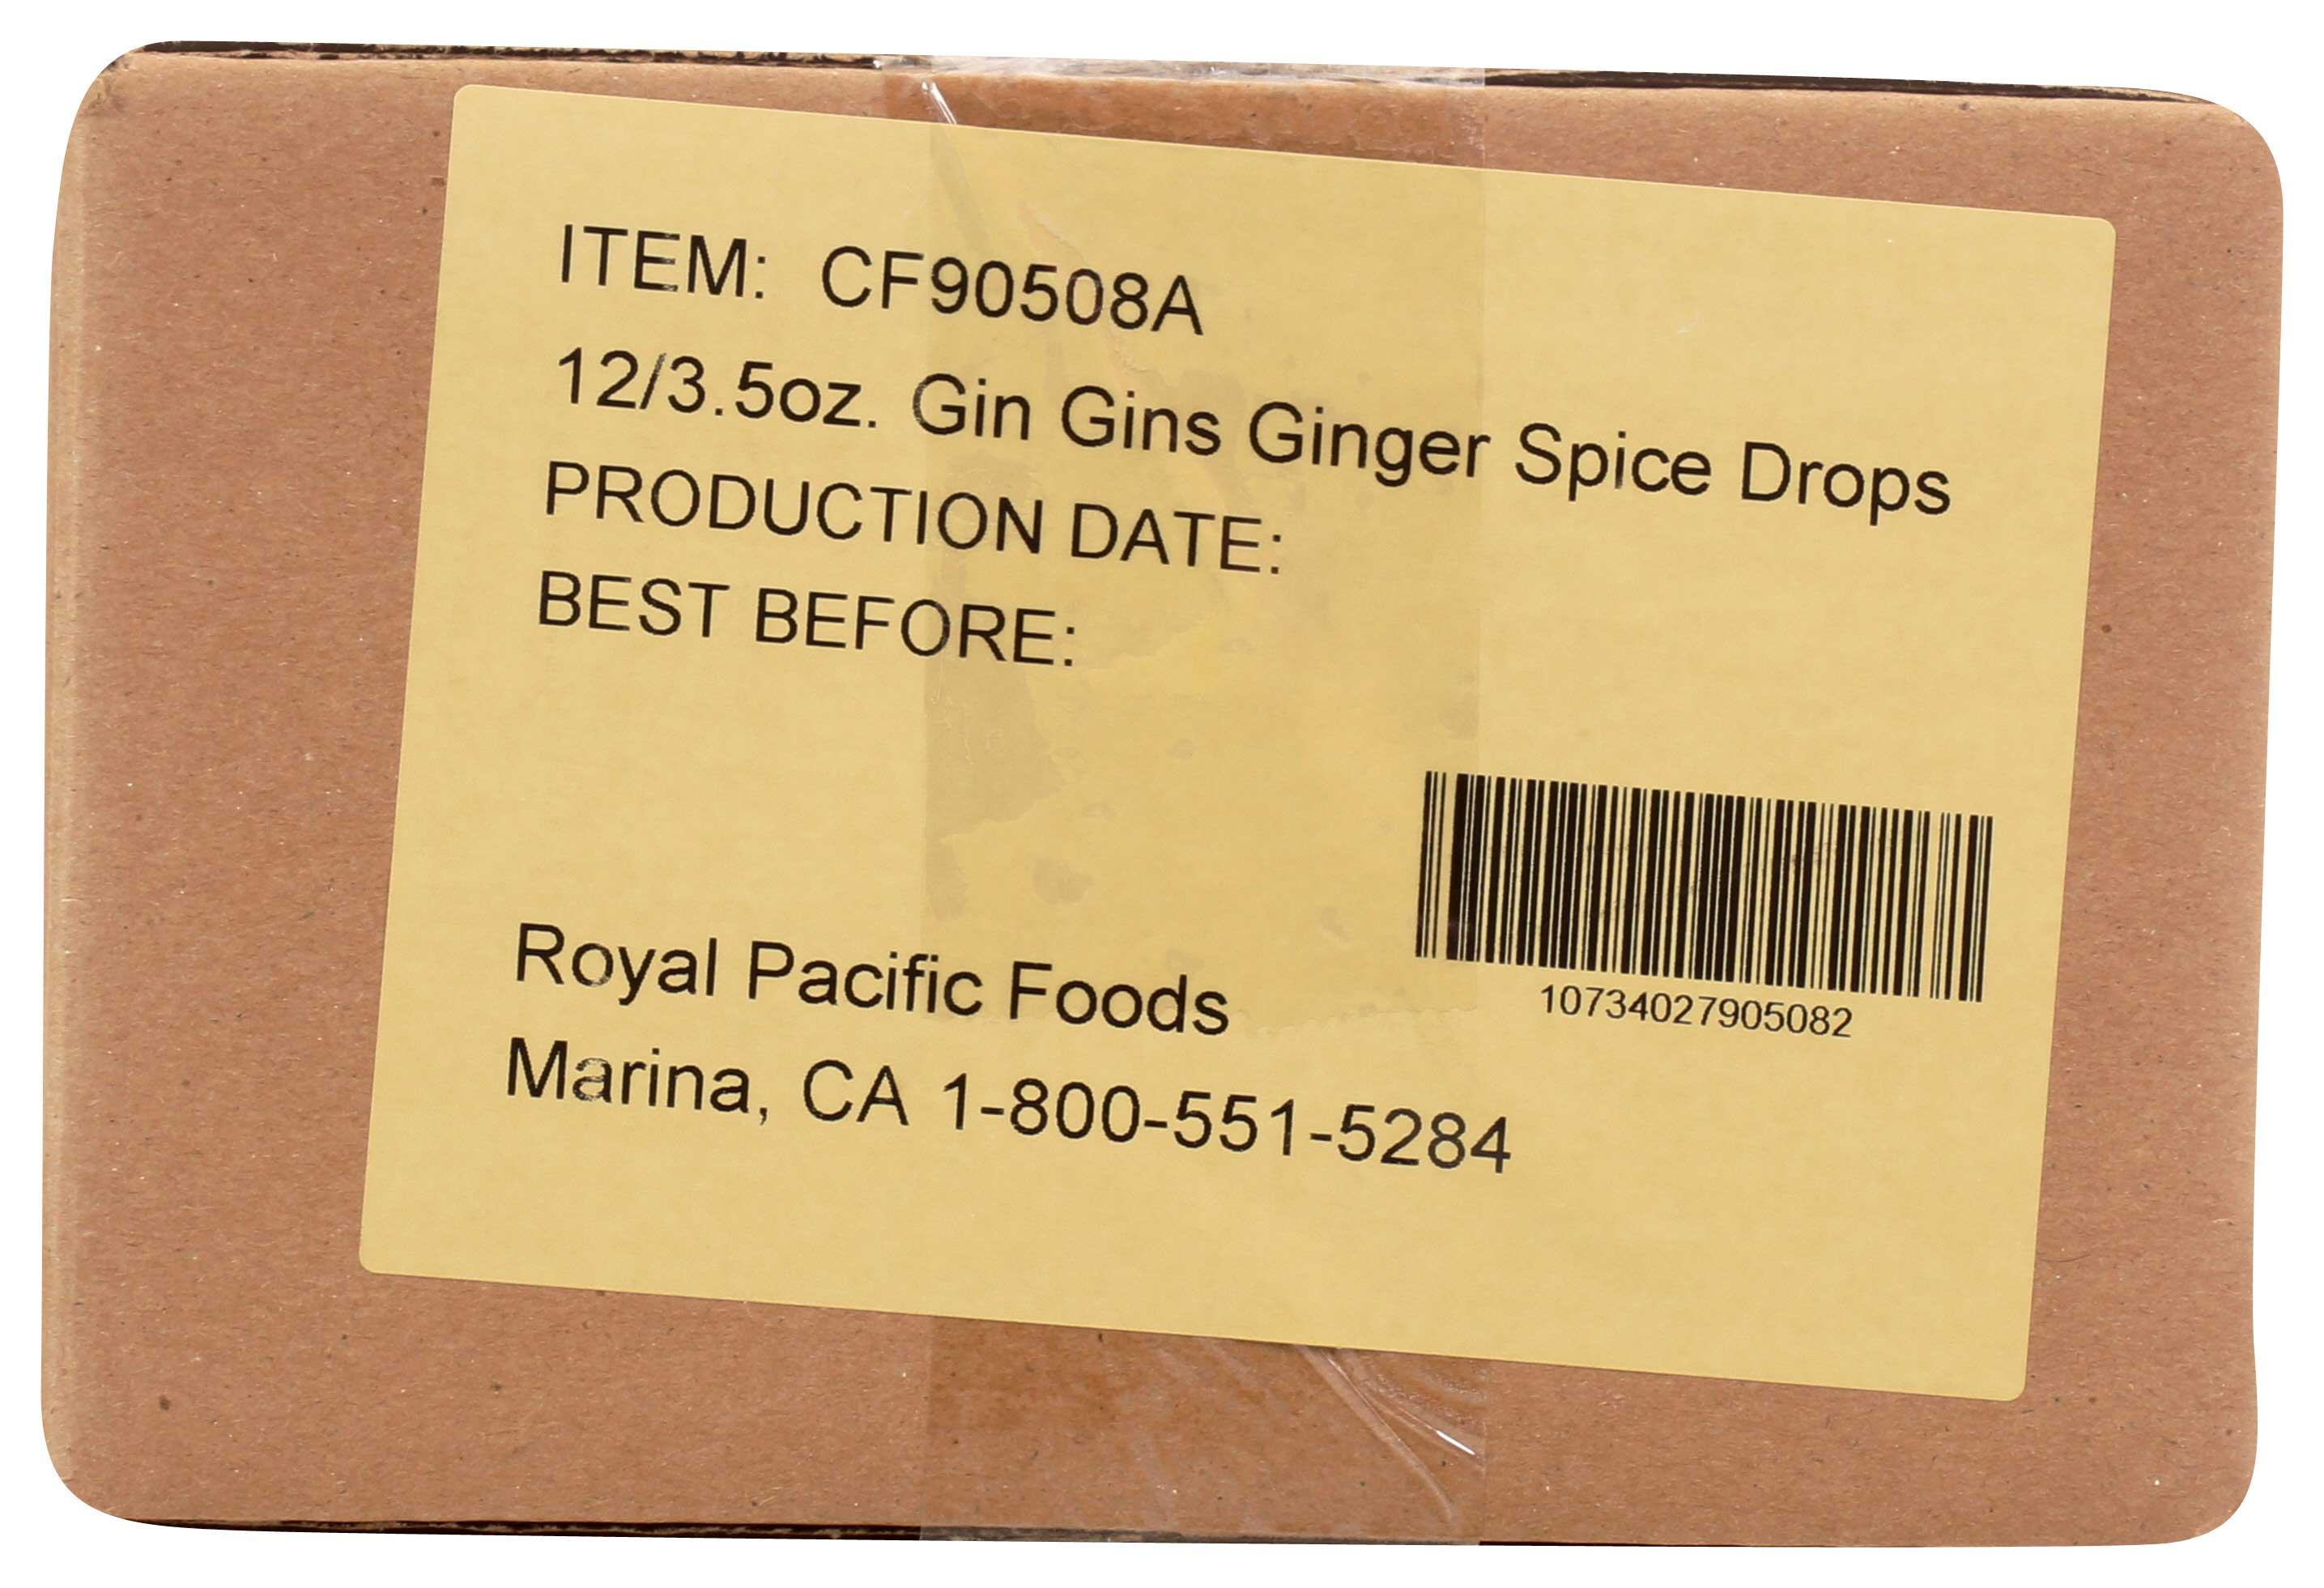 ITEM: CF90508A
12/3.5oz. Gin Gins Ginger Spice Drops
PRODUCTION DATE:
BEST BEFORE:
10734027905082
Royal Pacific Foods
Marina, CA 1-800-551-5284